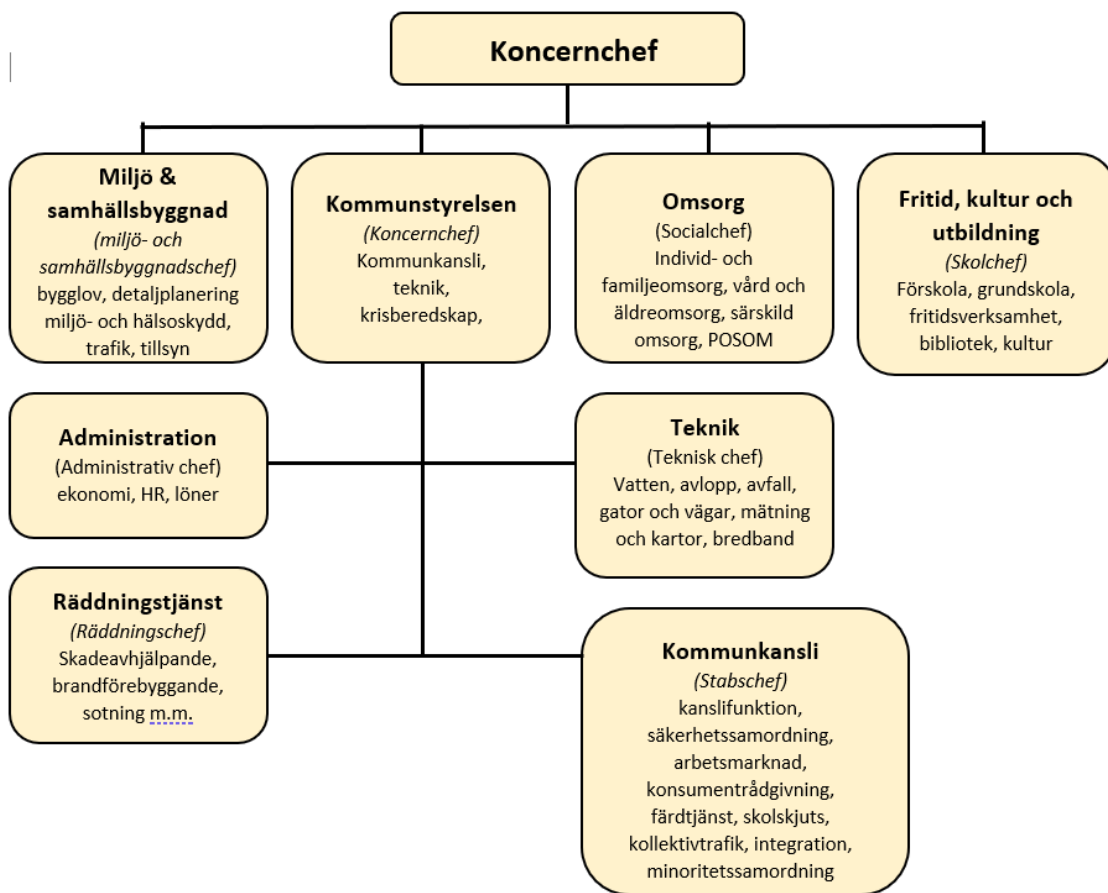 Koncernchef
Miljö &
samhällsbyggnad
(miljö- och
samhällsbyggnadschef)
bygglov, detaljplanering
miljö- och hälsoskydd,
trafik, tillsyn
Kommunstyrelsen
(Koncernchef)
Kommunkansli,
teknik,
krisberedskap,
Omsorg
(Socialchef)
Individ- och
familjeomsorg, vård och
äldreomsorg, särskild
omsorg, POSOM
Fritid, kultur och
utbildning
(Skolchef)
Förskola, grundskola,
fritidsverksamhet,
bibliotek, kultur
Administration
(Administrativ chef)
ekonomi, HR, löner
Teknik
(Teknisk chef)
Vatten, avlopp, avfall,
gator och vägar, mätning
och kartor, bredband
Räddningstjänst
(Räddningschef)
Skadeavhjälpande,
brandförebyggande,
sotning m.m.
Kommunkansli
(Stabschef)
kanslifunktion,
säkerhetssamordning,
arbetsmarknad,
konsumentrådgivning,
färdtjänst, skolskjuts,
kollektivtrafik, integration,
minoritetssamordning